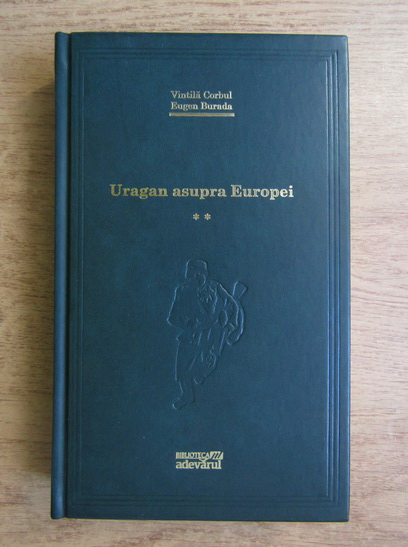 Vintilă Corbul
Eugen Burada
Uragan asupra Europei
**
BIBLIOTECA
adevărul